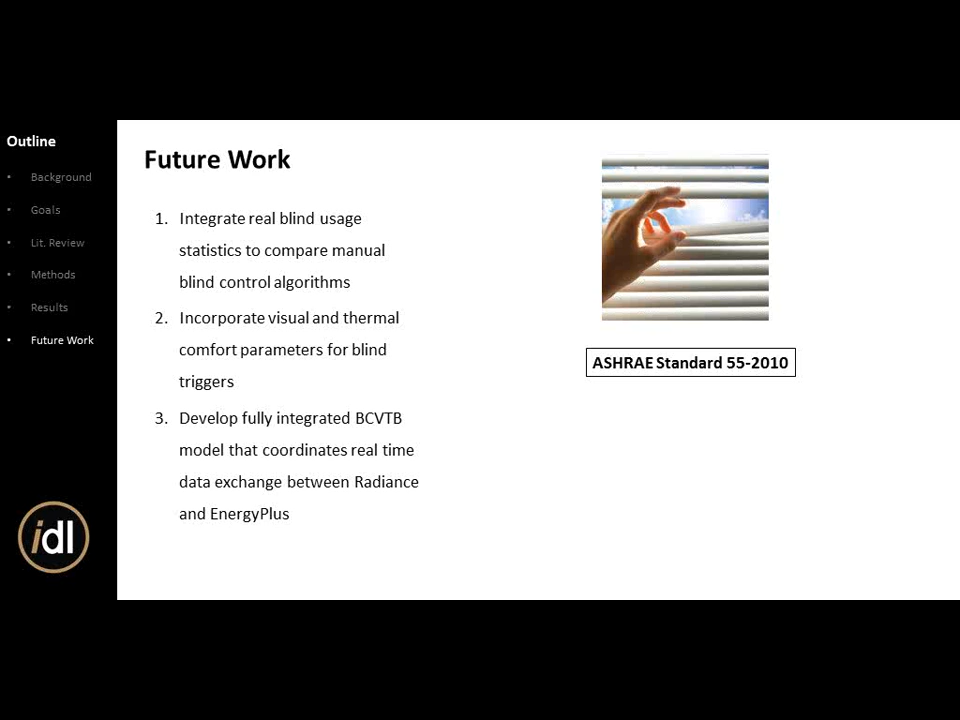 Outline
• Background
• Goals
• Lit. Review
• Methods
• Results
• Future Work
idl
Future Work
1. Integrate real blind usage
statistics to compare manual
blind control algorithms
2. Incorporate visual and thermal
comfort parameters for blind
triggers
3. Develop fully integrated BCVTB
model that coordinates real time
data exchange between Radiance
and EnergyPlus
ASHRAE Standard 55-2010